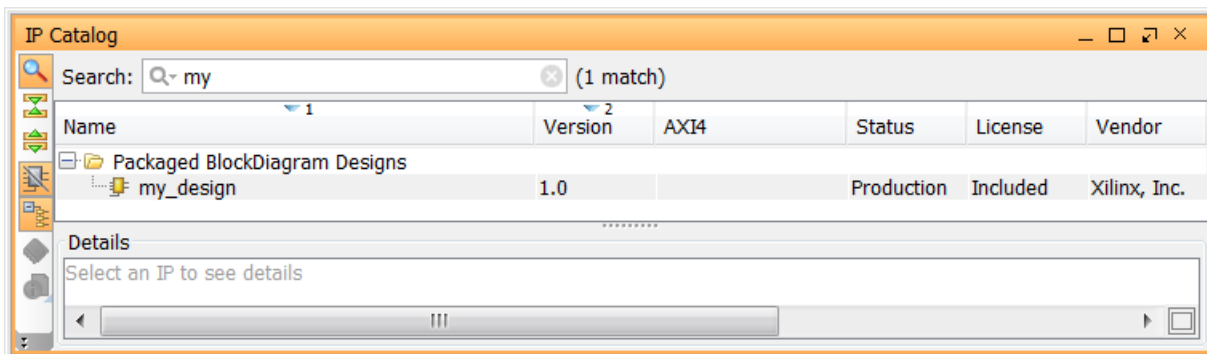 IP Catalog
Search: my (1 match)
1 2
Name Version AXI4 Status License Vendor
Packaged BlockDiagram Designs
my_design 1.0 Production Included Xilinx, Inc.
Details
Select an IP to see details